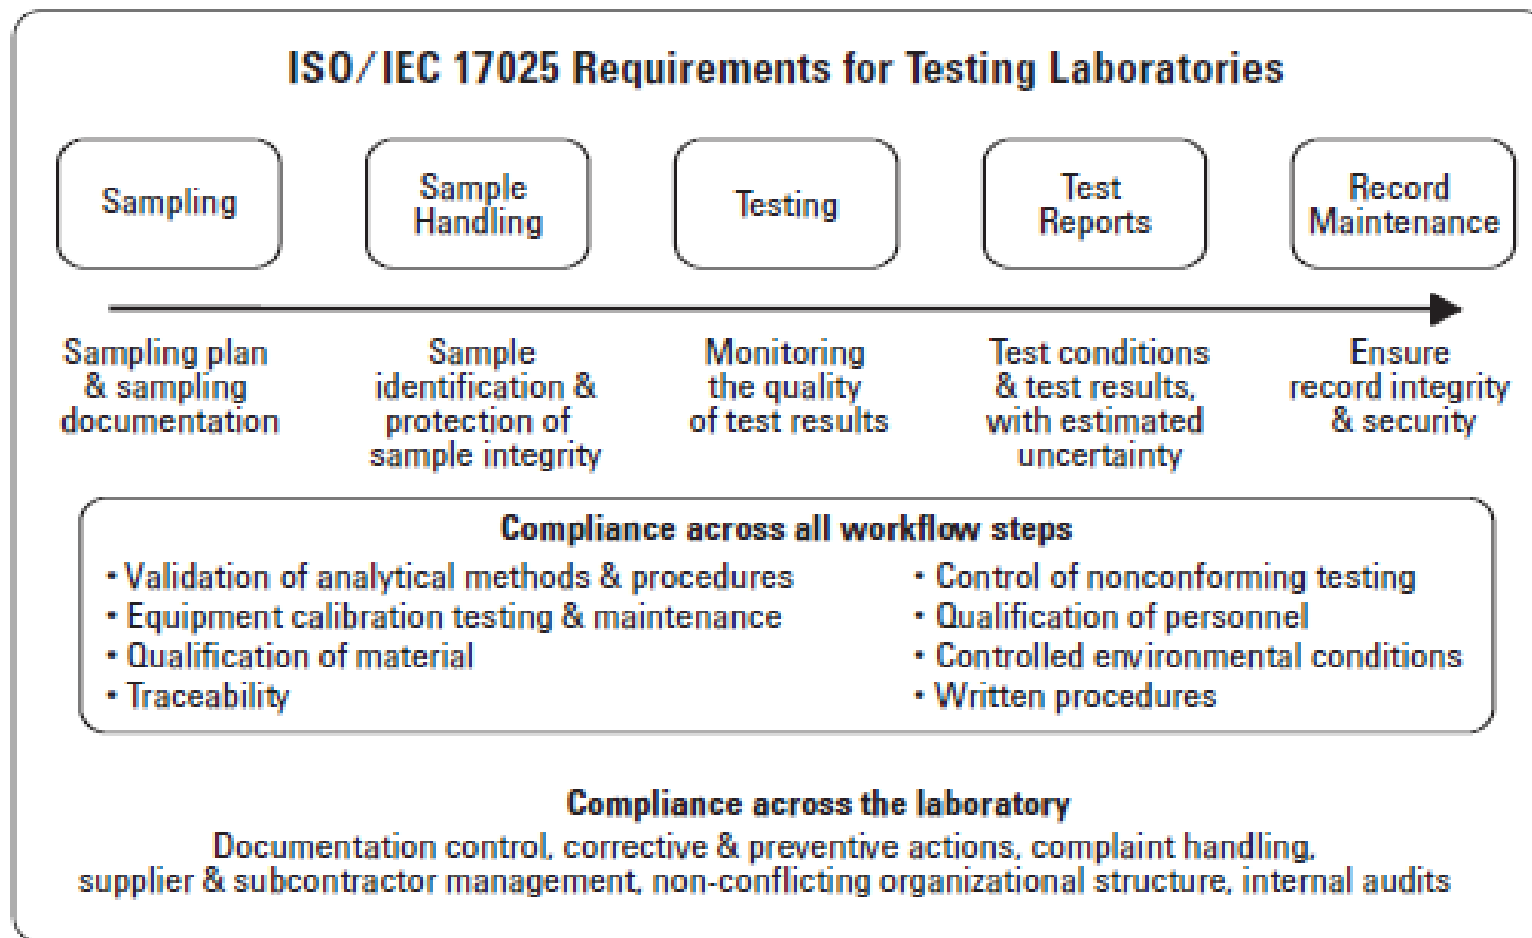 ISO/IEC 17025 Requirements for Testing Laboratories
Sampling
Sample
Handling
Testing
Test
Reports
Record
Maintenance
Sampling plan
& sampling
documentation
Sample
identification &
protection of
sample integrity
Monitoring
the quality
of test results
Test conditions
& test results,
with estimated
uncertainty
Ensure
record integrity
& security
Compliance across all workflow steps
• Validation of analytical methods & procedures
• Equipment calibration testing & maintenance
• Qualification of material
• Traceability
• Control of nonconforming testing
• Qualification of personnel
• Controlled environmental conditions
• Written procedures
Compliance across the laboratory
Documentation control, corrective & preventive actions, complaint handling,
supplier & subcontractor management, non-conflicting organizational structure, internal audits